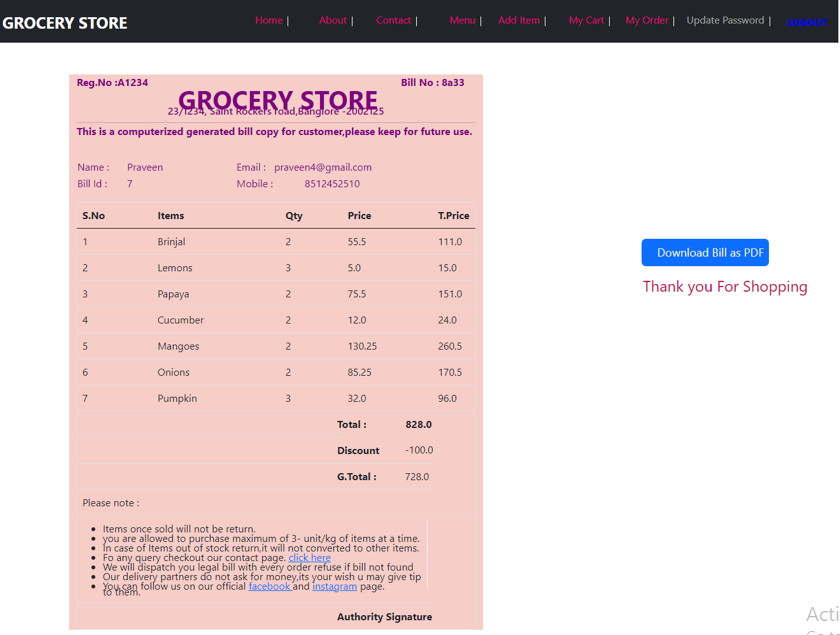 GROCERY STORE Home | About | Contact | Menu | Add Item | My Cart | My Order | Update Password | LOGOUT
Reg.No :A1234 Bill No : 8a33
GROCERY STORE
23/1234, Saint Rockers road,Banglore -2002125
This is a computerized generated bill copy for customer,please keep for future use.
Name : Praveen Email : praveen4@gmail.com
Bill Id : 7 Mobile : 8512452510
S.No Items Qty Price T.Price
1 Brinjal 2 55.5 111.0
2 Lemons 3 5.0 15.0
3 Papaya 2 75.5 151.0
4 Cucumber 2 12.0 24.0
5 Mangoes 2 130.25 260.5
6 Onions 2 85.25 170.5
7 Pumpkin 3 32.0 96.0
Total : 828.0
Discount -100.0
G.Total : 728.0
Please note :
Items once sold will not be return.
you are allowed to purchase maximum of 3- unit/kg of items at a time.
In case of Items out of stock return,it will not converted to other items.
Fo any query checkout our contact page. click here
We will dispatch you legal bill with every order refuse if bill not found
Our delivery partners do not ask for money,its your wish u may give tip
to them.
You can follow us on our official facebook and instagram page.
Authority Signature
Download Bill as PDF
Thank you For Shopping
Acti